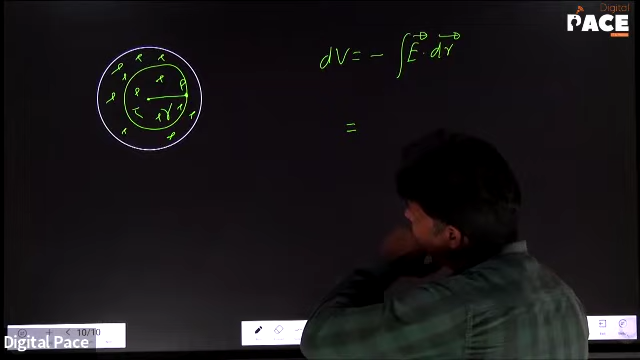 Digital
PACE
dV = - ∫ E⃗ . dr⃗
=
P
r
10/10
Digital Pace